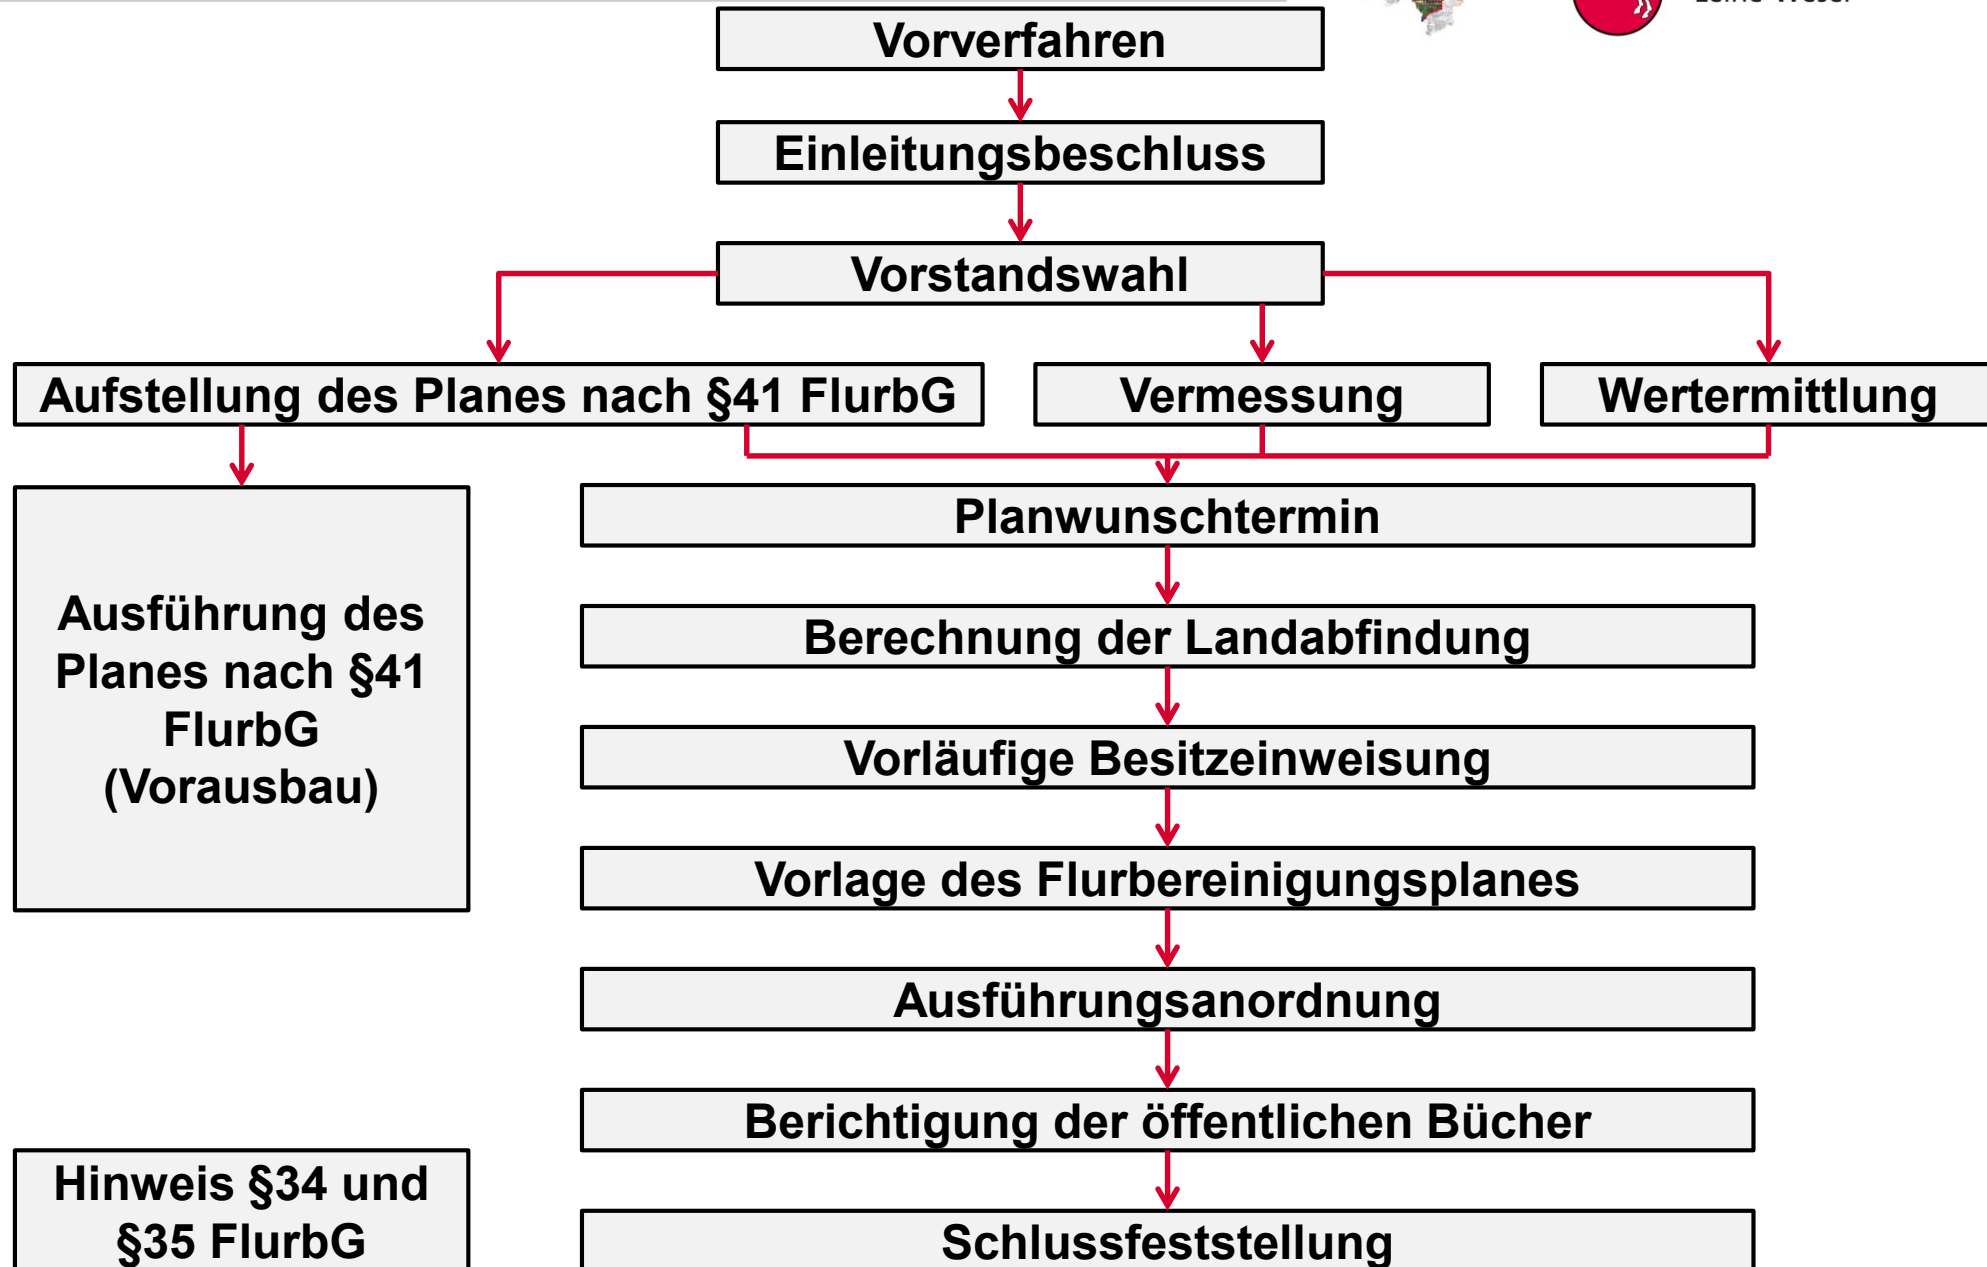 Vorverfahren
Einleitungsbeschluss
Vorstandswahl
Aufstellung des Planes nach §41 FlurbG
Vermessung
Wertermittlung
Planwunschtermin
Ausführung des
Planes nach §41
FlurbG
(Vorausbau)
Berechnung der Landabfindung
Vorläufige Besitzeinweisung
Vorlage des Flurbereinigungsplanes
Ausführungsanordnung
Berichtigung der öffentlichen Bücher
Hinweis §34 und
§35 FlurbG
Schlussfeststellung